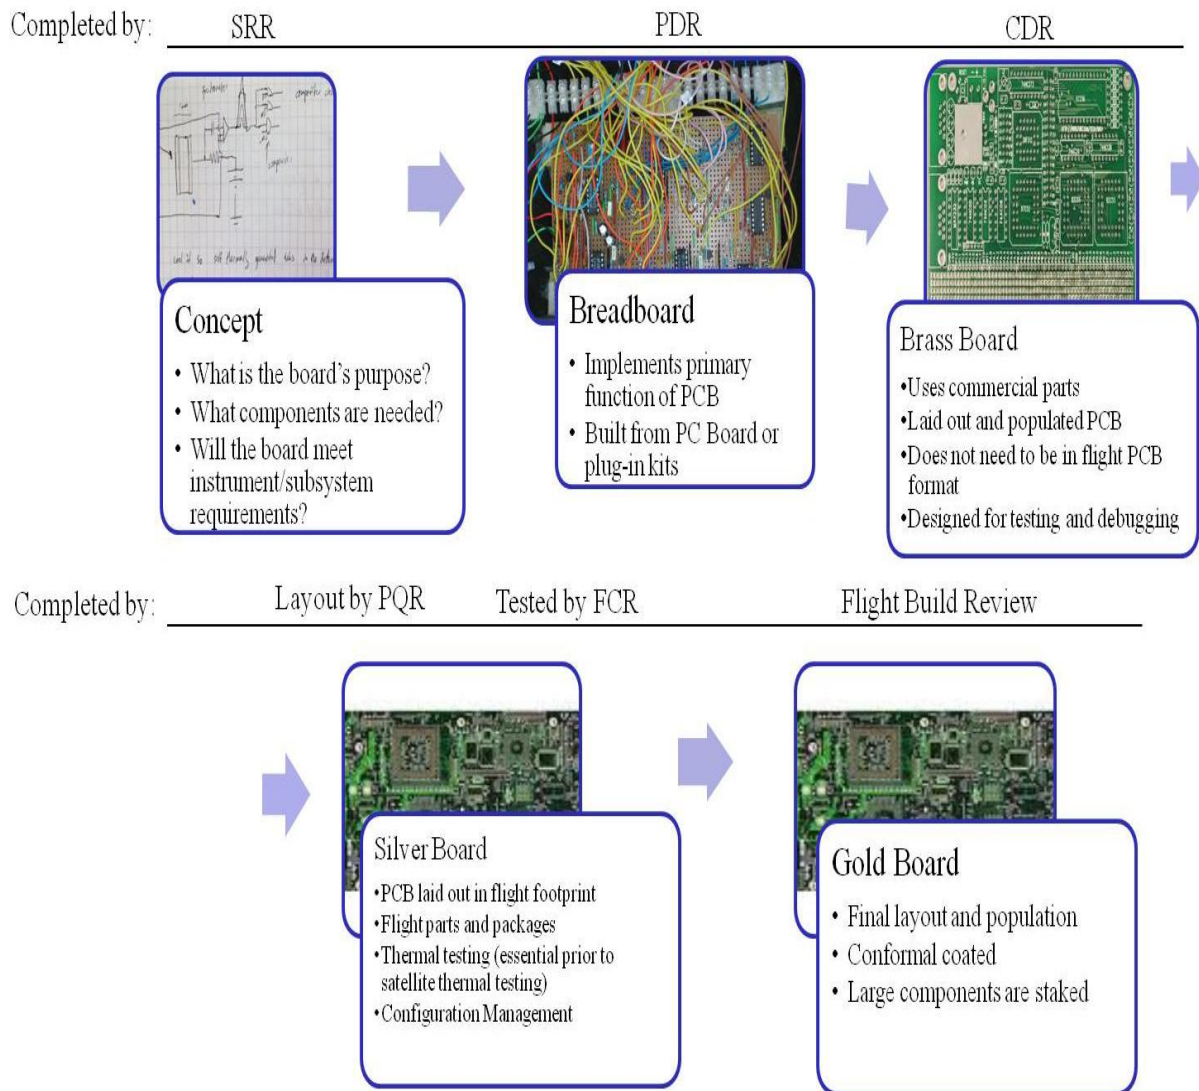 Completed by: SRR PDR CDR
Concept
• What is the board's purpose?
• What components are needed?
• Will the board meet
instrument/subsystem
requirements?
Breadboard
• Implements primary
function of PCB
• Built from PC Board or
plug-in kits
Brass Board
•Uses commercial parts
•Laid out and populated PCB
•Does not need to be in flight PCB
format
•Designed for testing and debugging
Completed by: Layout by PQR Tested by FCR Flight Build Review
Silver Board
•PCB laid out in flight footprint
•Flight parts and packages
•Thermal testing (essential prior to
satellite thermal testing)
•Configuration Management
Gold Board
• Final layout and population
• Conformal coated
• Large components are staked